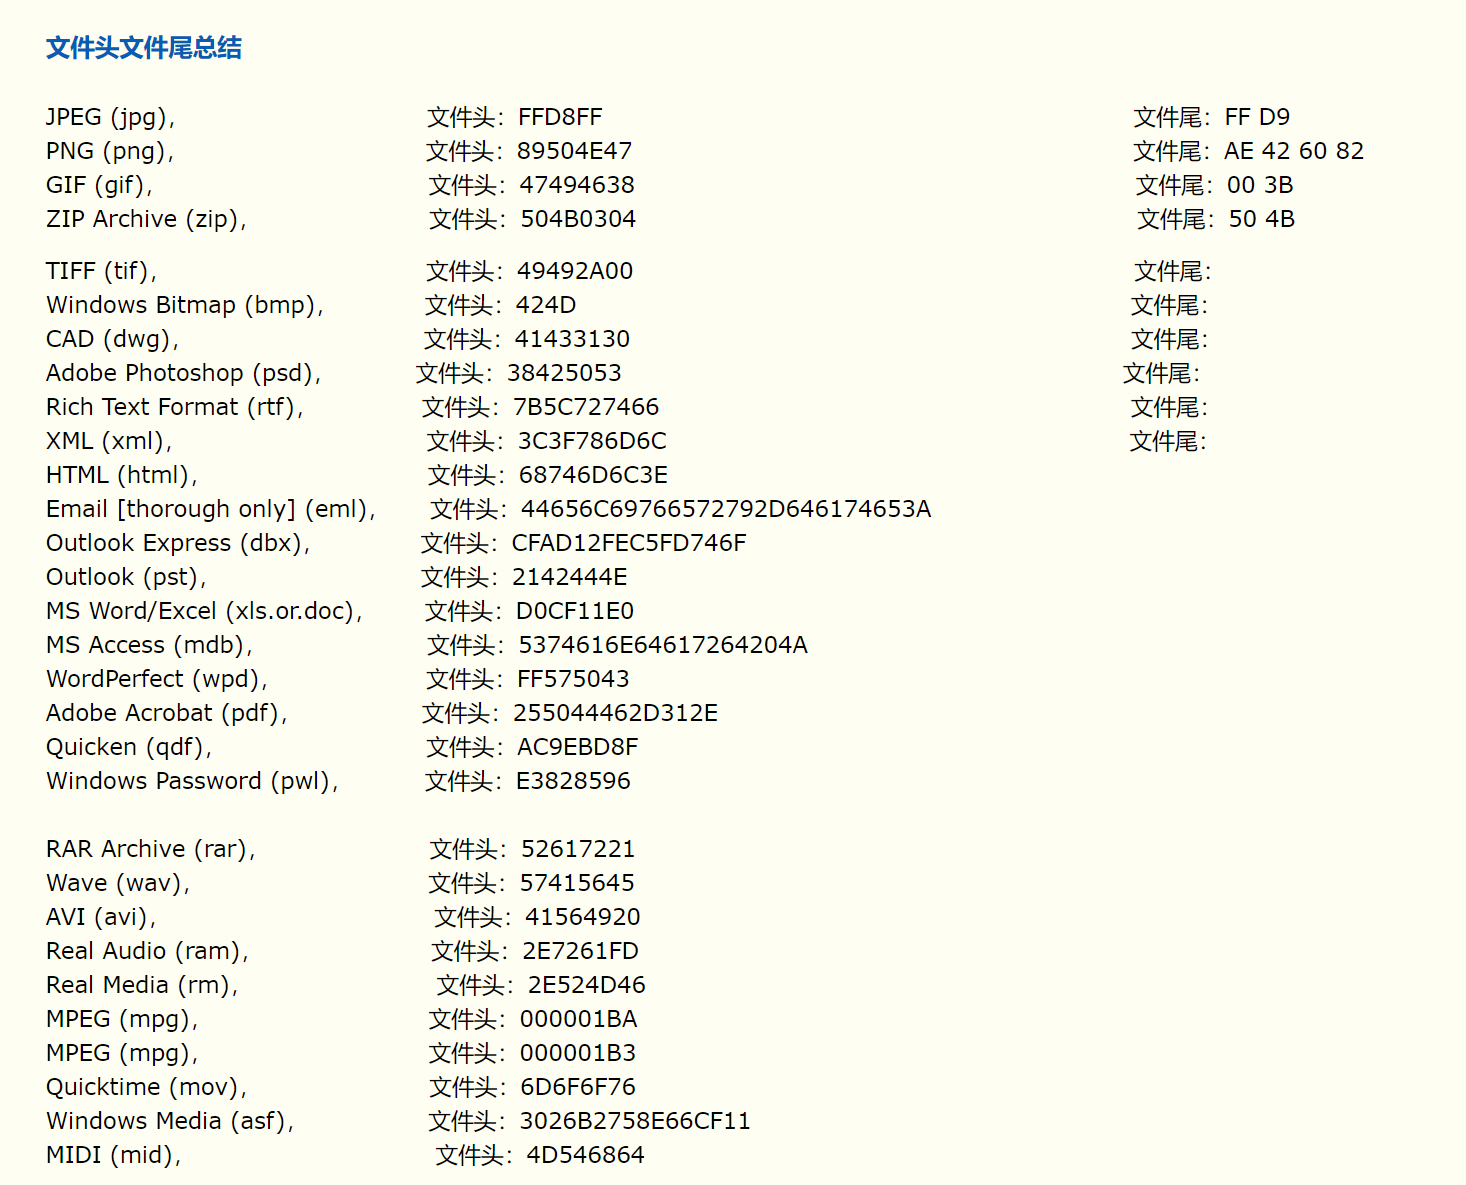 文件头文件尾总结
JPEG (jpg), 文件头：FFD8FF 文件尾：FF D9
PNG (png), 文件头：89504E47 文件尾：AE 42 60 82
GIF (gif), 文件头：47494638 文件尾：00 3B
ZIP Archive (zip), 文件头：504B0304 文件尾：50 4B
TIFF (tif), 文件头：49492A00 文件尾：
Windows Bitmap (bmp), 文件头：424D 文件尾：
CAD (dwg), 文件头：41433130 文件尾：
Adobe Photoshop (psd), 文件头：38425053 文件尾：
Rich Text Format (rtf), 文件头：7B5C727466 文件尾：
XML (xml), 文件头：3C3F786D6C 文件尾：
HTML (html), 文件头：68746D6C3E
Email [thorough only] (eml), 文件头：44656C69766572792D646174653A
Outlook Express (dbx), 文件头：CFAD12FEC5FD746F
Outlook (pst), 文件头：2142444E
MS Word/Excel (xls.or.doc), 文件头：D0CF11E0
MS Access (mdb), 文件头：5374616E64617264204A
WordPerfect (wpd), 文件头：FF575043
Adobe Acrobat (pdf), 文件头：255044462D312E
Quicken (qdf), 文件头：AC9EBD8F
Windows Password (pwl), 文件头：E3828596
RAR Archive (rar), 文件头：52617221
Wave (wav), 文件头：57415645
AVI (avi), 文件头：41564920
Real Audio (ram), 文件头：2E7261FD
Real Media (rm), 文件头：2E524D46
MPEG (mpg), 文件头：000001BA
MPEG (mpg), 文件头：000001B3
Quicktime (mov), 文件头：6D6F6F76
Windows Media (asf), 文件头：3026B2758E66CF11
MIDI (mid), 文件头：4D546864